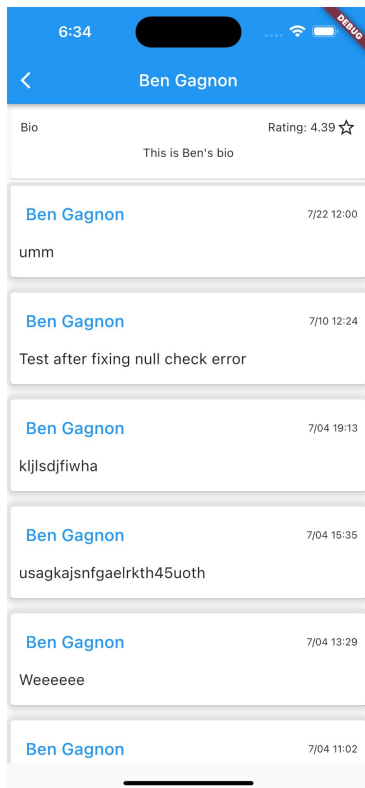 6:34
DEBUG
Ben Gagnon
Bio
Rating: 4.39
This is Ben's bio
Ben Gagnon
7/22 12:00
umm
Ben Gagnon
7/10 12:24
Test after fixing null check error
Ben Gagnon
7/04 19:13
kljlsdjfiwha
Ben Gagnon
7/04 15:35
usagkajsnfgaelrkth45uoth
Ben Gagnon
7/04 13:29
Weeeeee
Ben Gagnon
7/04 11:02